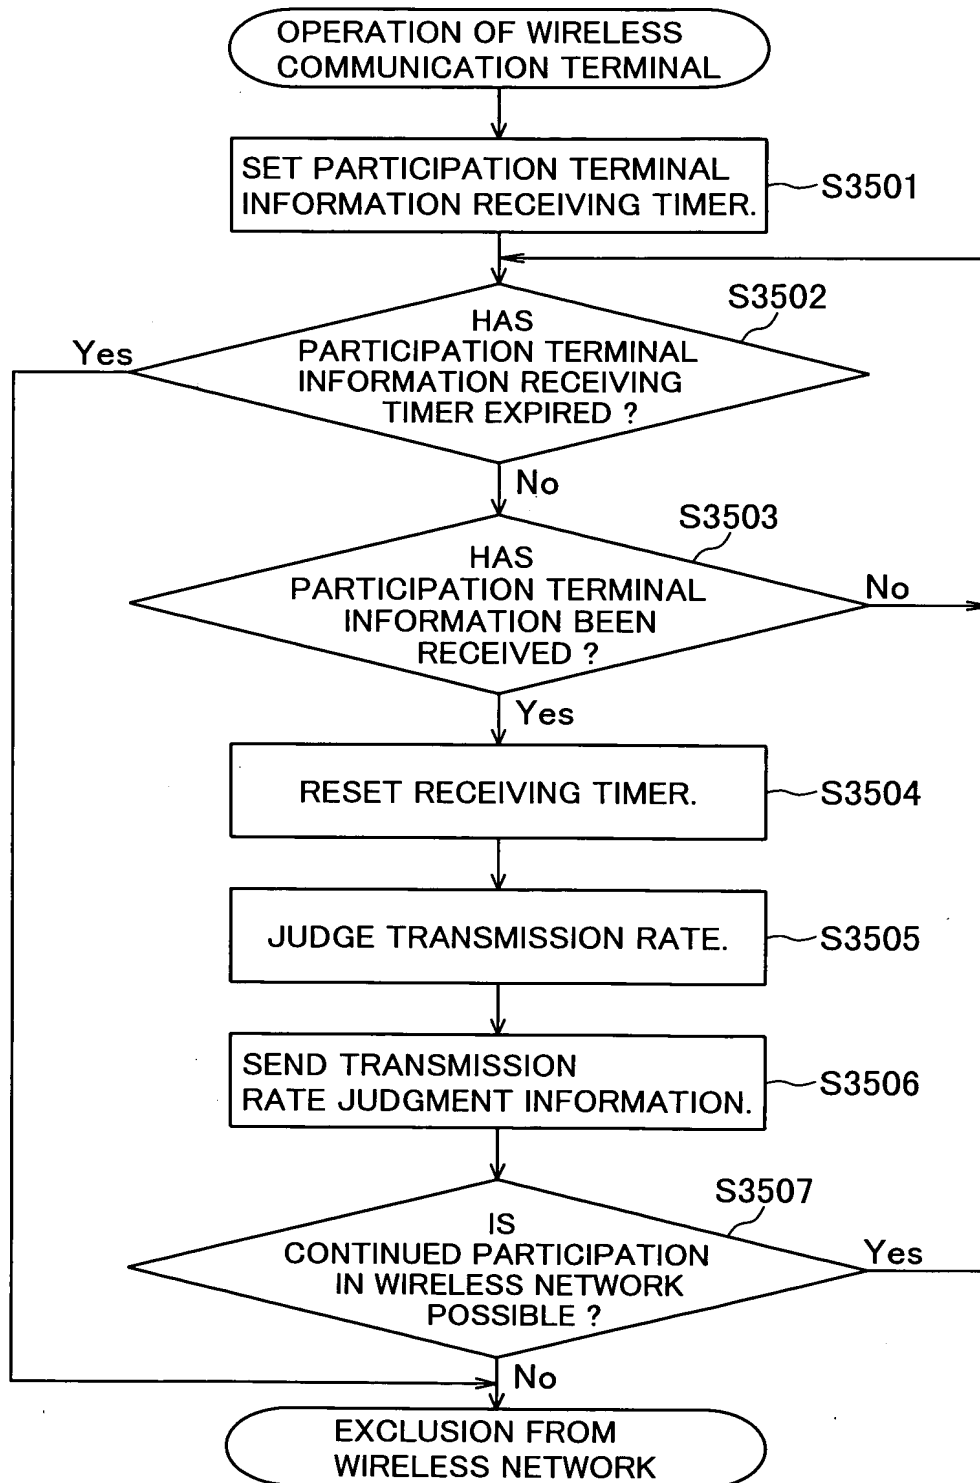 OPERATION OF WIRELESS
COMMUNICATION TERMINAL
SET PARTICIPATION TERMINAL
INFORMATION RECEIVING TIMER.
S3501
S3502
HAS
PARTICIPATION TERMINAL
INFORMATION RECEIVING
TIMER EXPIRED ?
Yes
No
S3503
HAS
PARTICIPATION TERMINAL
INFORMATION BEEN
RECEIVED ?
No
Yes
RESET RECEIVING TIMER.
S3504
JUDGE TRANSMISSION RATE.
S3505
SEND TRANSMISSION
RATE JUDGMENT INFORMATION.
S3506
S3507
IS
CONTINUED PARTICIPATION
IN WIRELESS NETWORK
POSSIBLE ?
Yes
No
EXCLUSION FROM
WIRELESS NETWORK